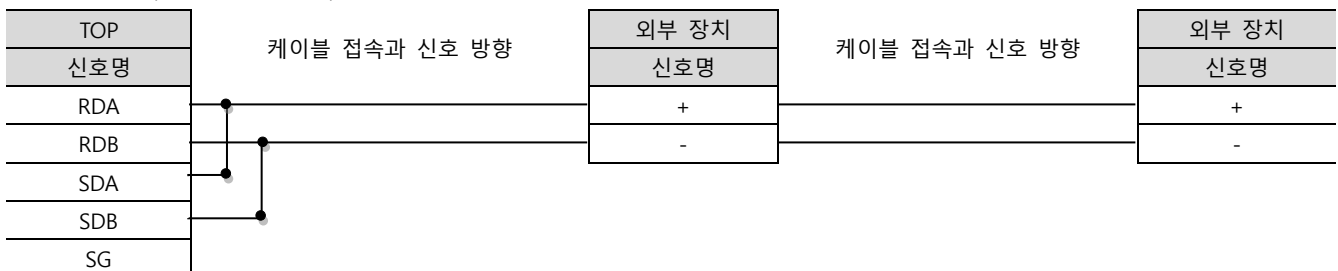 TOP 케이블 접속과 신호 방향 외부 장치 케이블 접속과 신호 방향 외부 장치
신호명 신호명 신호명
RDA + +
RDB - -
SDA
SDB
SG